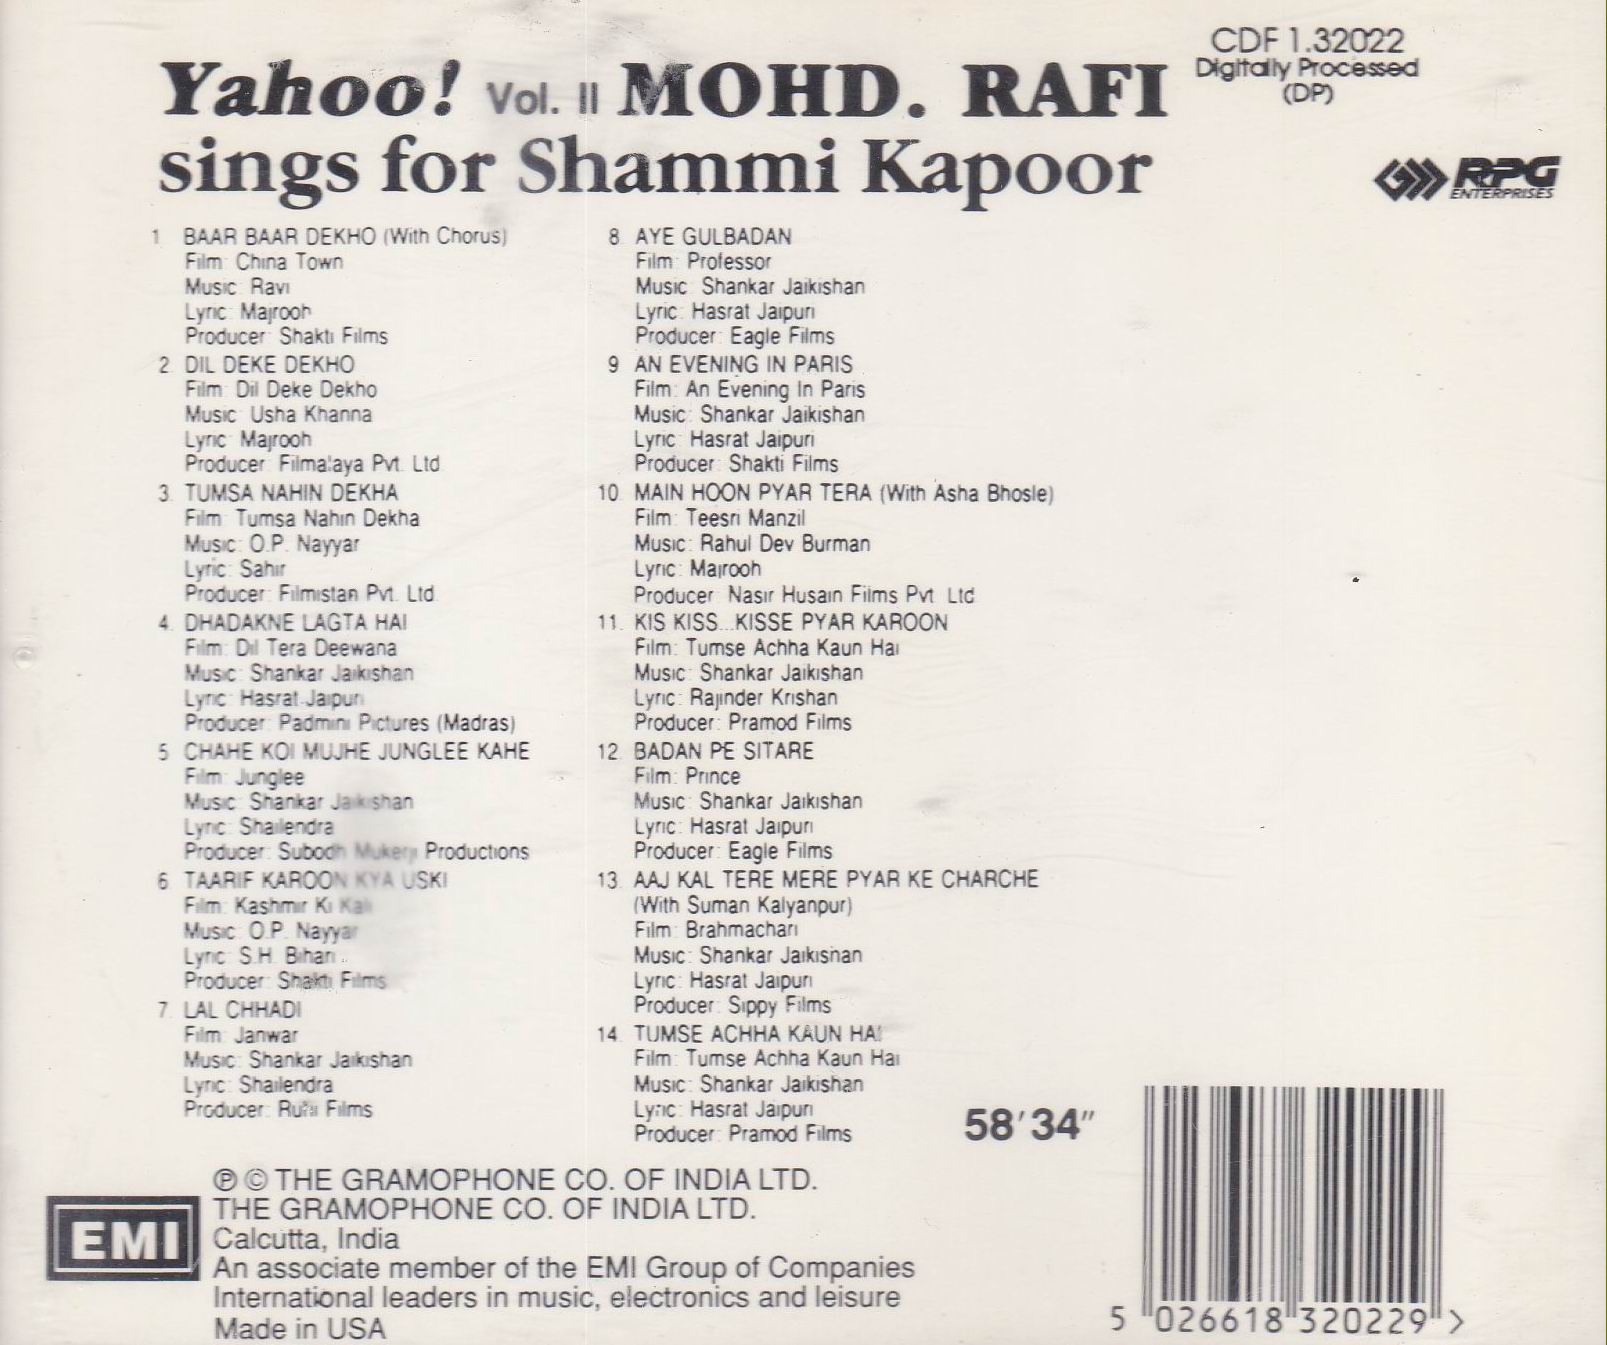 CDF 1.32022
Digitally Processed
(DP)
Yahoo! Vol. II MOHD. RAFI
sings for Shammi Kapoor
RPG
ENTERPRISES
1 BAAR BAAR DEKHO (With Chorus)
Film: China Town
Music: Ravi
Lyric: Majrooh
Producer: Shakti Films
2 DIL DEKE DEKHO
Film: Dil Deke Dekho
Music: Usha Khanna
Lyric: Majrooh
Producer: Filmalaya Pvt. Ltd.
3. TUMSA NAHIN DEKHA
Film: Tumsa Nahin Dekha
Music: O.P. Nayyar
Lyric: Sahir
Producer: Filmistan Pvt. Ltd.
4. DHADAKNE LAGTA HAI
Film: Dil Tera Deewana
Music: Shankar Jaikishan
Lyric: Hasrat Jaipuri
Producer: Padmini Pictures (Madras)
5 CHAHE KOI MUJHE JUNGLEE KAHE
Film: Junglee
Music: Shankar Jaikishan
Lyric: Shailendra
Producer: Subodh Mukerji Productions
6. TAARIF KAROON KYA USKI
Film: Kashmir Ki Kali
Music: O.P. Nayyar
Lyric: S.H. Bihari
Producer: Shakti Films
7. LAL CHHADI
Film: Janwar
Music: Shankar Jaikishan
Lyric: Shailendra
Producer: Films
8 AYE GULBADAN
Film: Professor
Music: Shankar Jaikishan
Lyric: Hasrat Jaipuri
Producer: Eagle Films
9 AN EVENING IN PARIS
Film: An Evening In Paris
Music: Shankar Jaikishan
Lyric: Hasrat Jaipuri
Producer: Shakti Films
10. MAIN HOON PYAR TERA (With Asha Bhosle)
Film: Teesri Manzil
Music: Rahul Dev Burman
Lyric: Majrooh
Producer: Nasir Husain Films Pvt. Ltd.
11. KIS KISS...KISSE PYAR KAROON
Film: Tumse Achha Kaun Hai
Music: Shankar Jaikishan
Lyric: Rajinder Krishan
Producer: Pramod Films
12. BADAN PE SITARE
Film: Prince
Music: Shankar Jaikishan
Lyric: Hasrat Jaipuri
Producer: Eagle Films
13. AAJ KAL TERE MERE PYAR KE CHARCHE
(With Suman Kalyanpur)
Film: Brahmachari
Music: Shankar Jaikishan
Lyric: Hasrat Jaipuri
Producer: Sippy Films
14. TUMSE ACHHA KAUN HAI
Film: Tumse Achha Kaun Hai
Music: Shankar Jaikishan
Lyric: Hasrat Jaipuri
Producer: Pramod Films
58'34"
EMI
℗ © THE GRAMOPHONE CO. OF INDIA LTD.
THE GRAMOPHONE CO. OF INDIA LTD.
Calcutta, India
An associate member of the EMI Group of Companies
International leaders in music, electronics and leisure
Made in USA
5 026618 320229 >